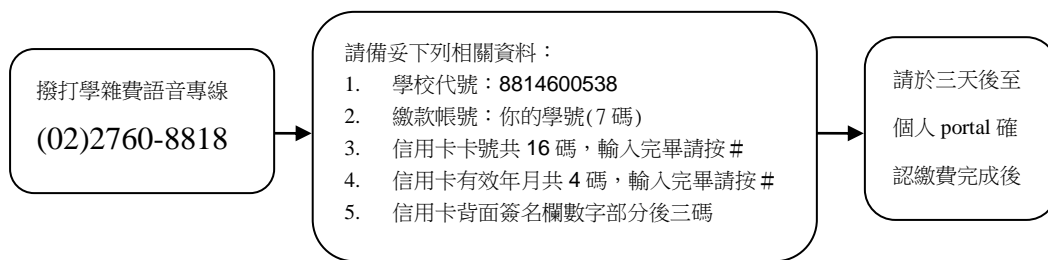 撥打學雜費語音專線
(02)2760-8818
請備妥下列相關資料：
1. 學校代號：8814600538
2. 繳款帳號：你的學號(7 碼)
3. 信用卡卡號共 16 碼，輸入完畢請按＃
4. 信用卡有效年月共 4 碼，輸入完畢請按＃
5. 信用卡背面簽名欄數字部分後三碼
請於三天後至
個人 portal 確
認繳費完成後